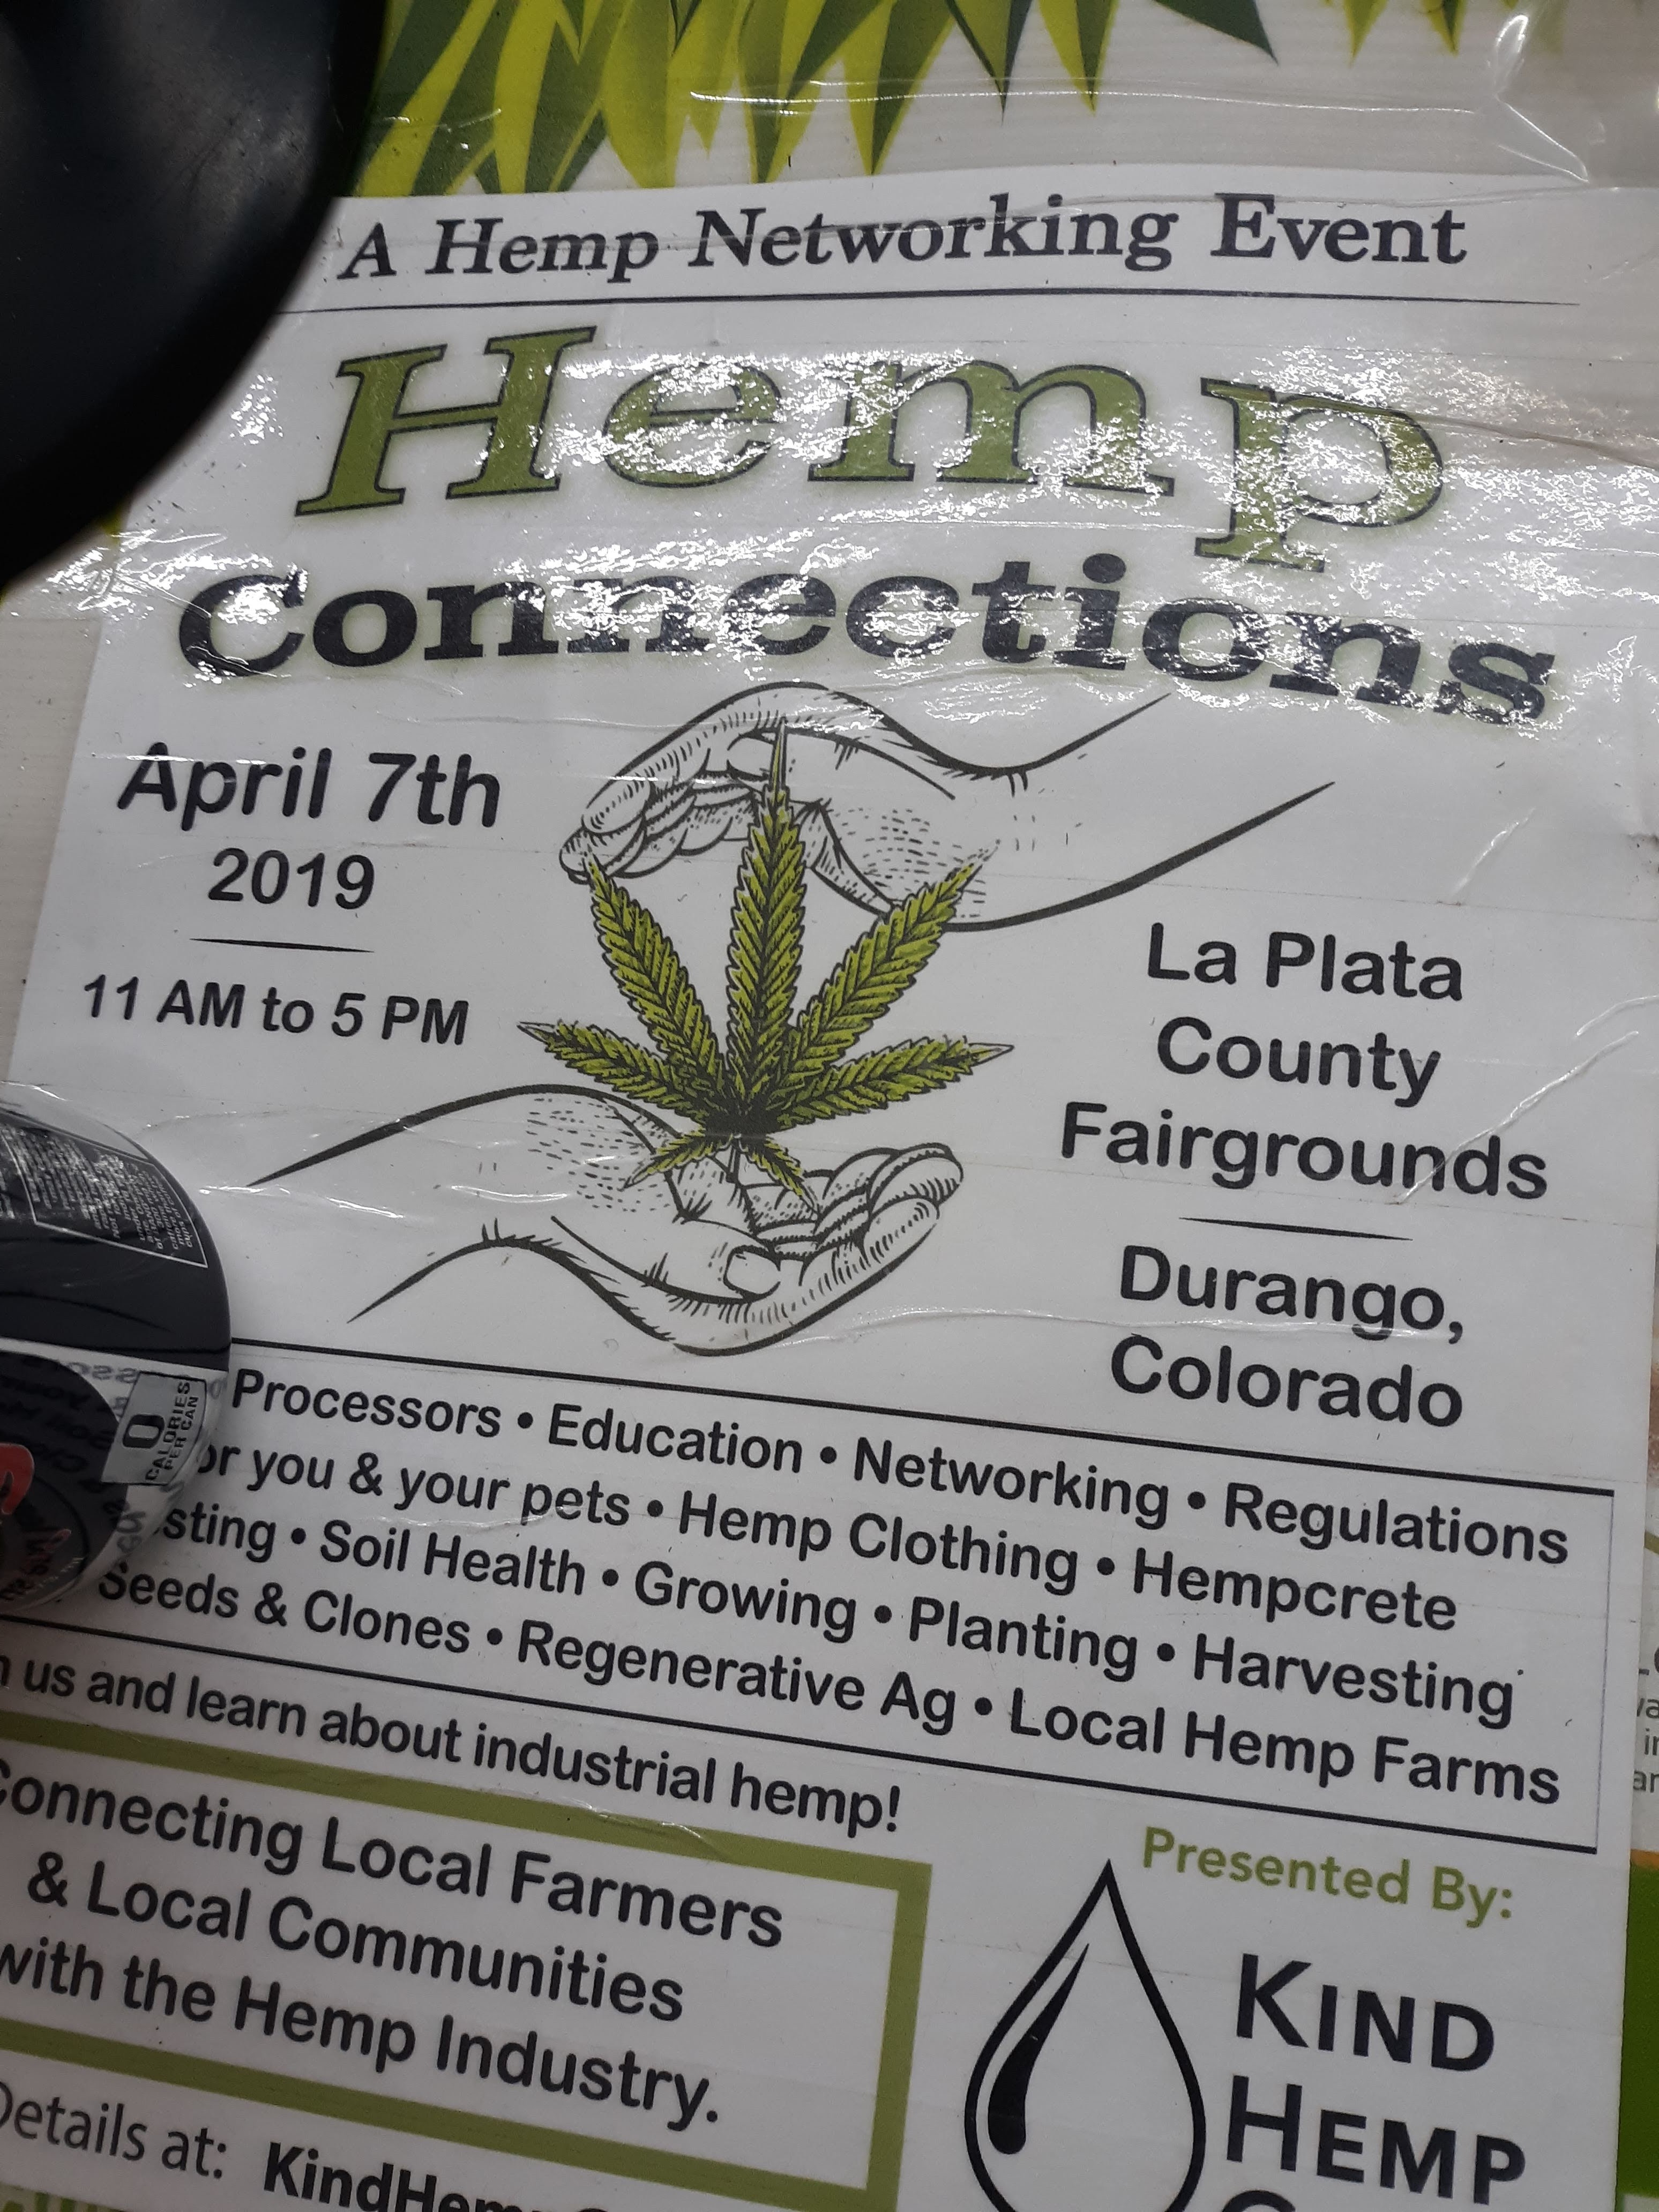 A Hemp Networking Event
Hemp
Connections
April 7th
2019
11 AM to 5 PM
La Plata
County
Fairgrounds
Durango,
Colorado
Processors • Education • Networking • Regulations
you & your pets • Hemp Clothing • Hempcrete
• Soil Health • Growing • Planting • Harvesting
Seeds & Clones • Regenerative Ag • Local Hemp Farms
us and learn about industrial hemp!
Connecting Local Farmers
& Local Communities
with the Hemp Industry.
Details at:
Presented By:
KIND
HEMP
0
CALORIES
PER CAN